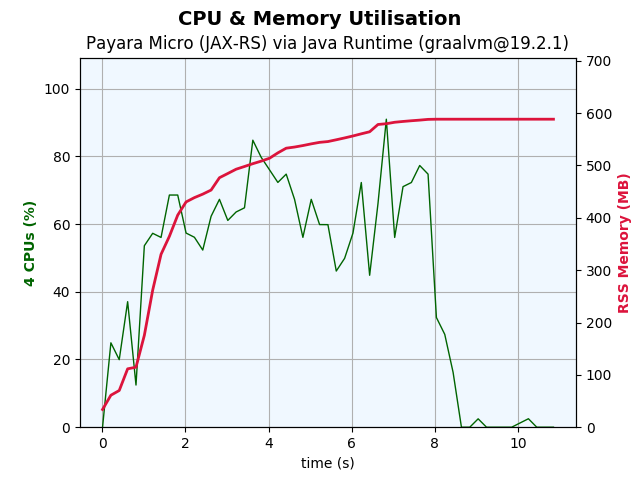 CPU & Memory Utilisation
Payara Micro (JAX-RS) via Java Runtime (graalvm@19.2.1)
4 CPUs (%)
100
80
60
40
20
0
700
600
500
400
300
200
100
0
RSS Memory (MB)
0 2 4 6 8 10
time (s)